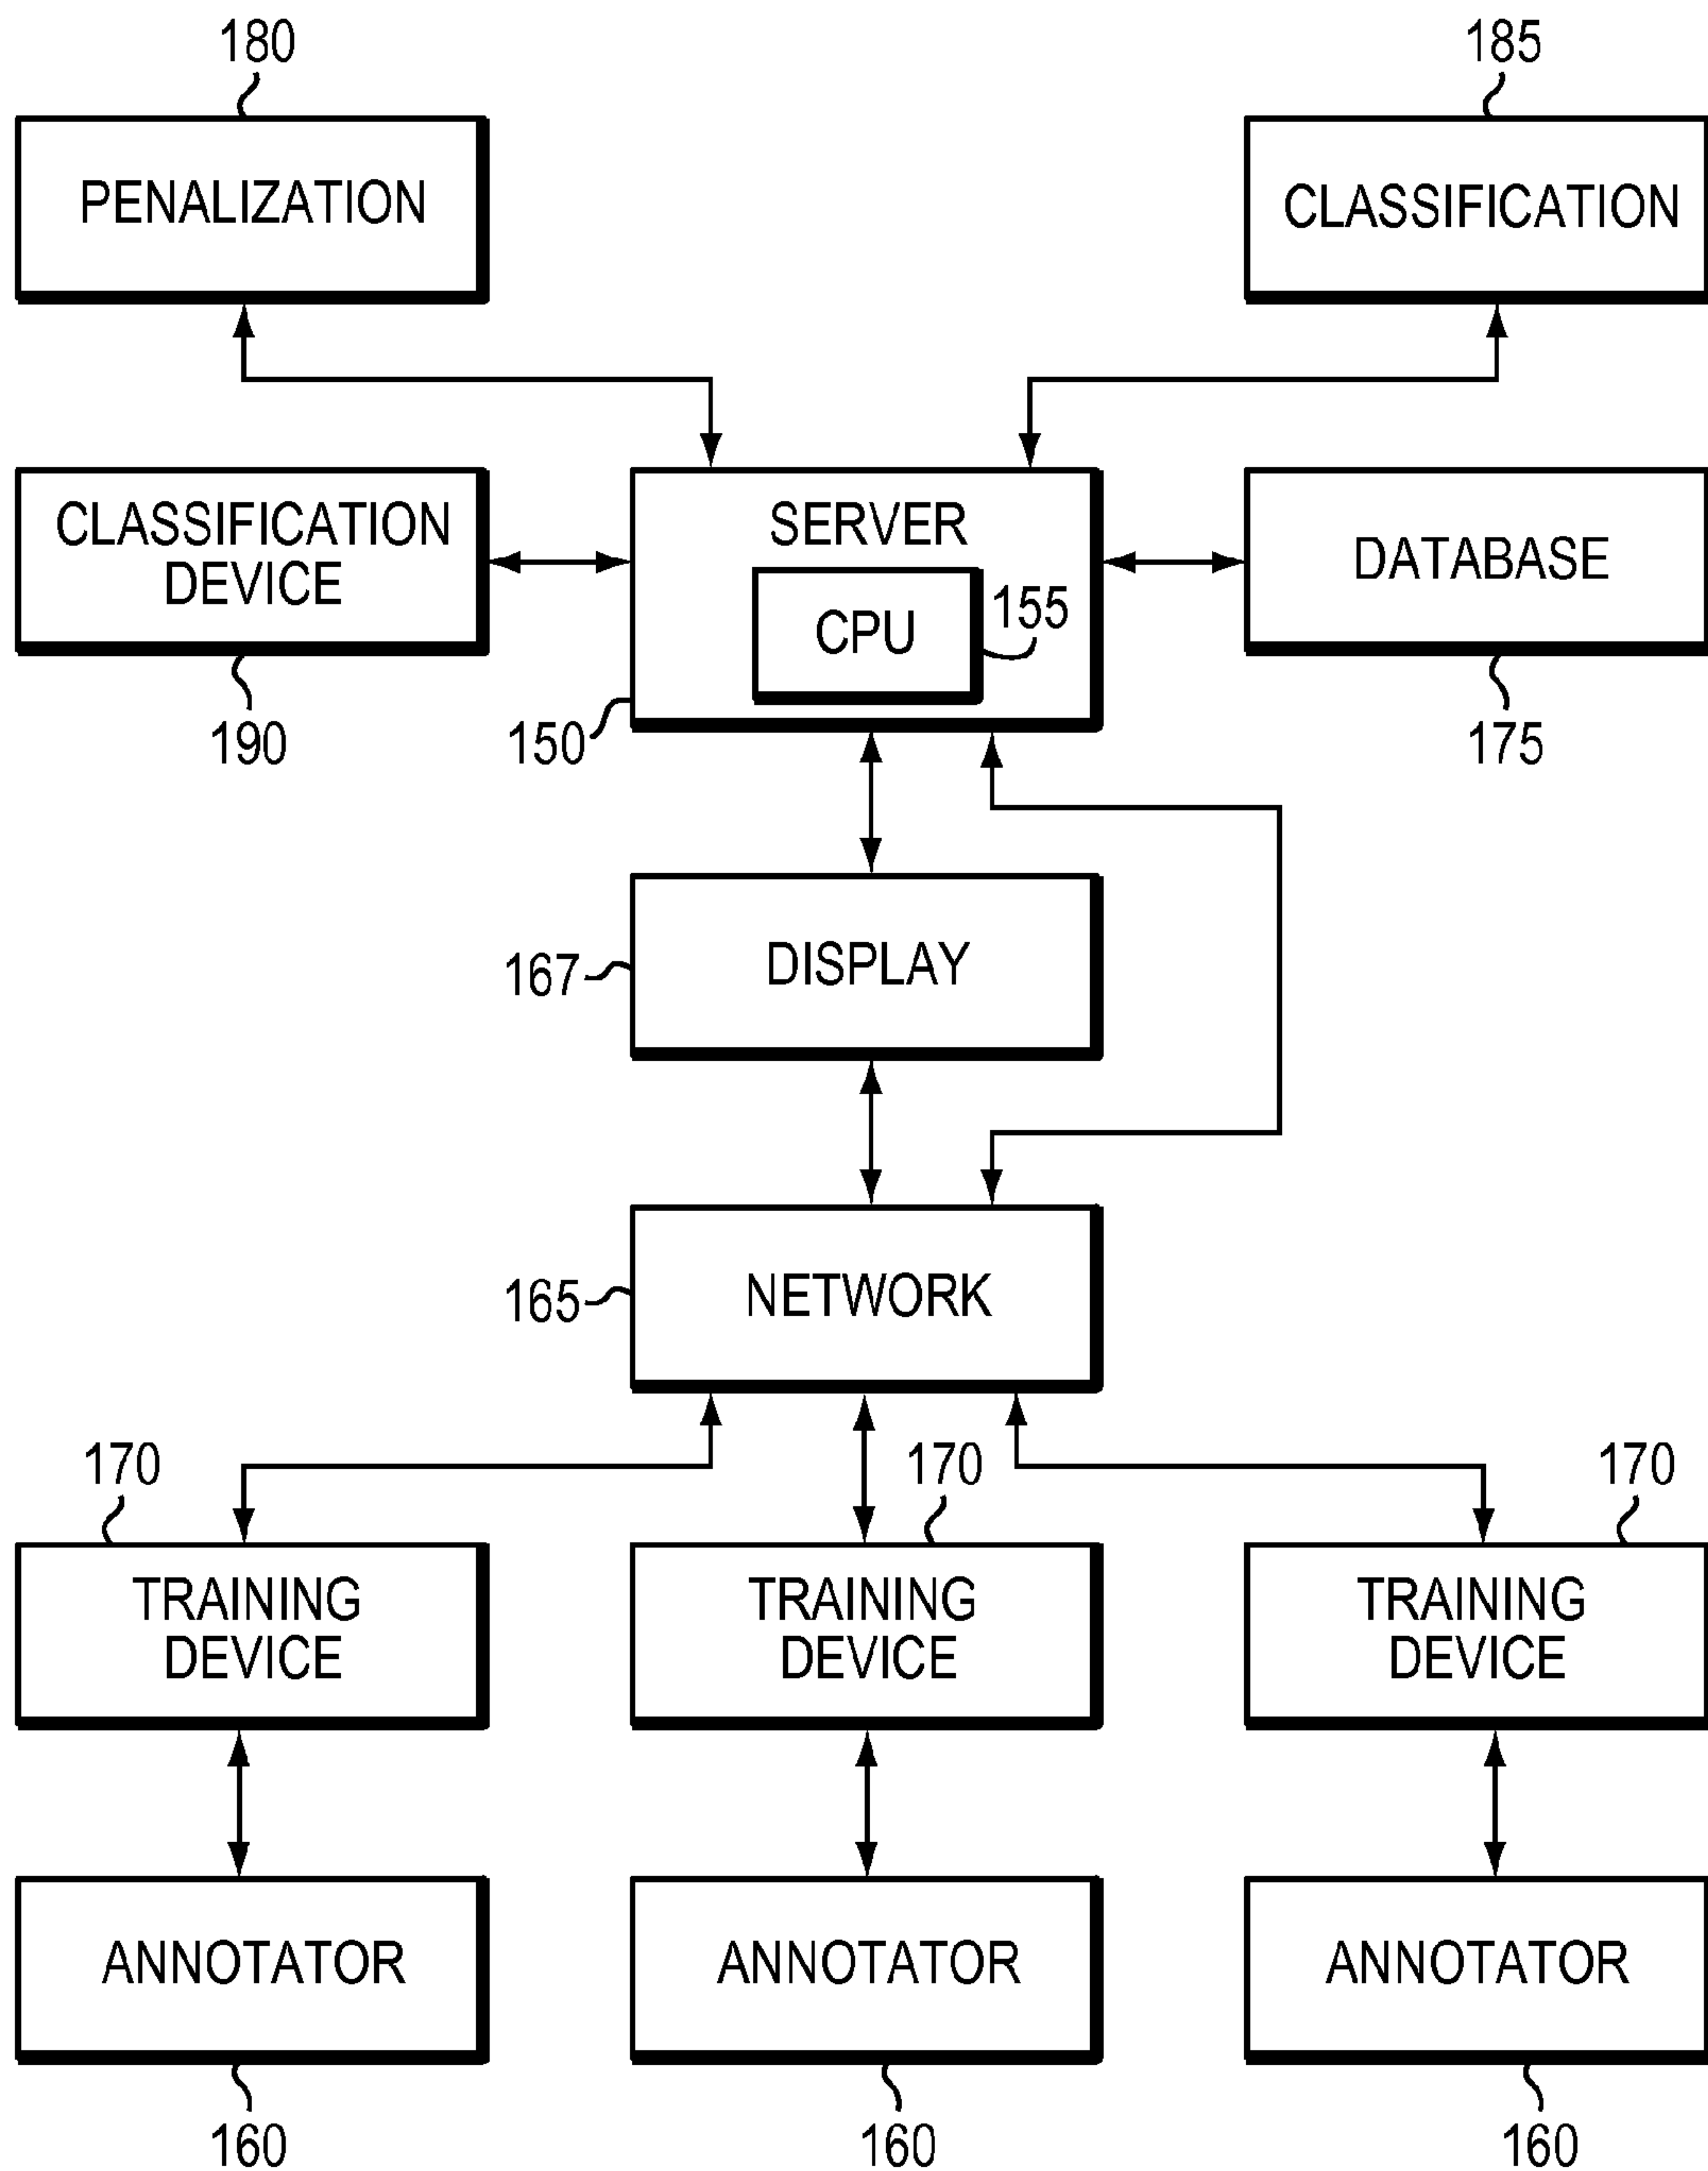 180
185
PENALIZATION
CLASSIFICATION
CLASSIFICATION
DEVICE
190
SERVER
CPU
155
150
DATABASE
175
DISPLAY
167
NETWORK
165
170
170
170
TRAINING
DEVICE
TRAINING
DEVICE
TRAINING
DEVICE
ANNOTATOR
ANNOTATOR
ANNOTATOR
160
160
160